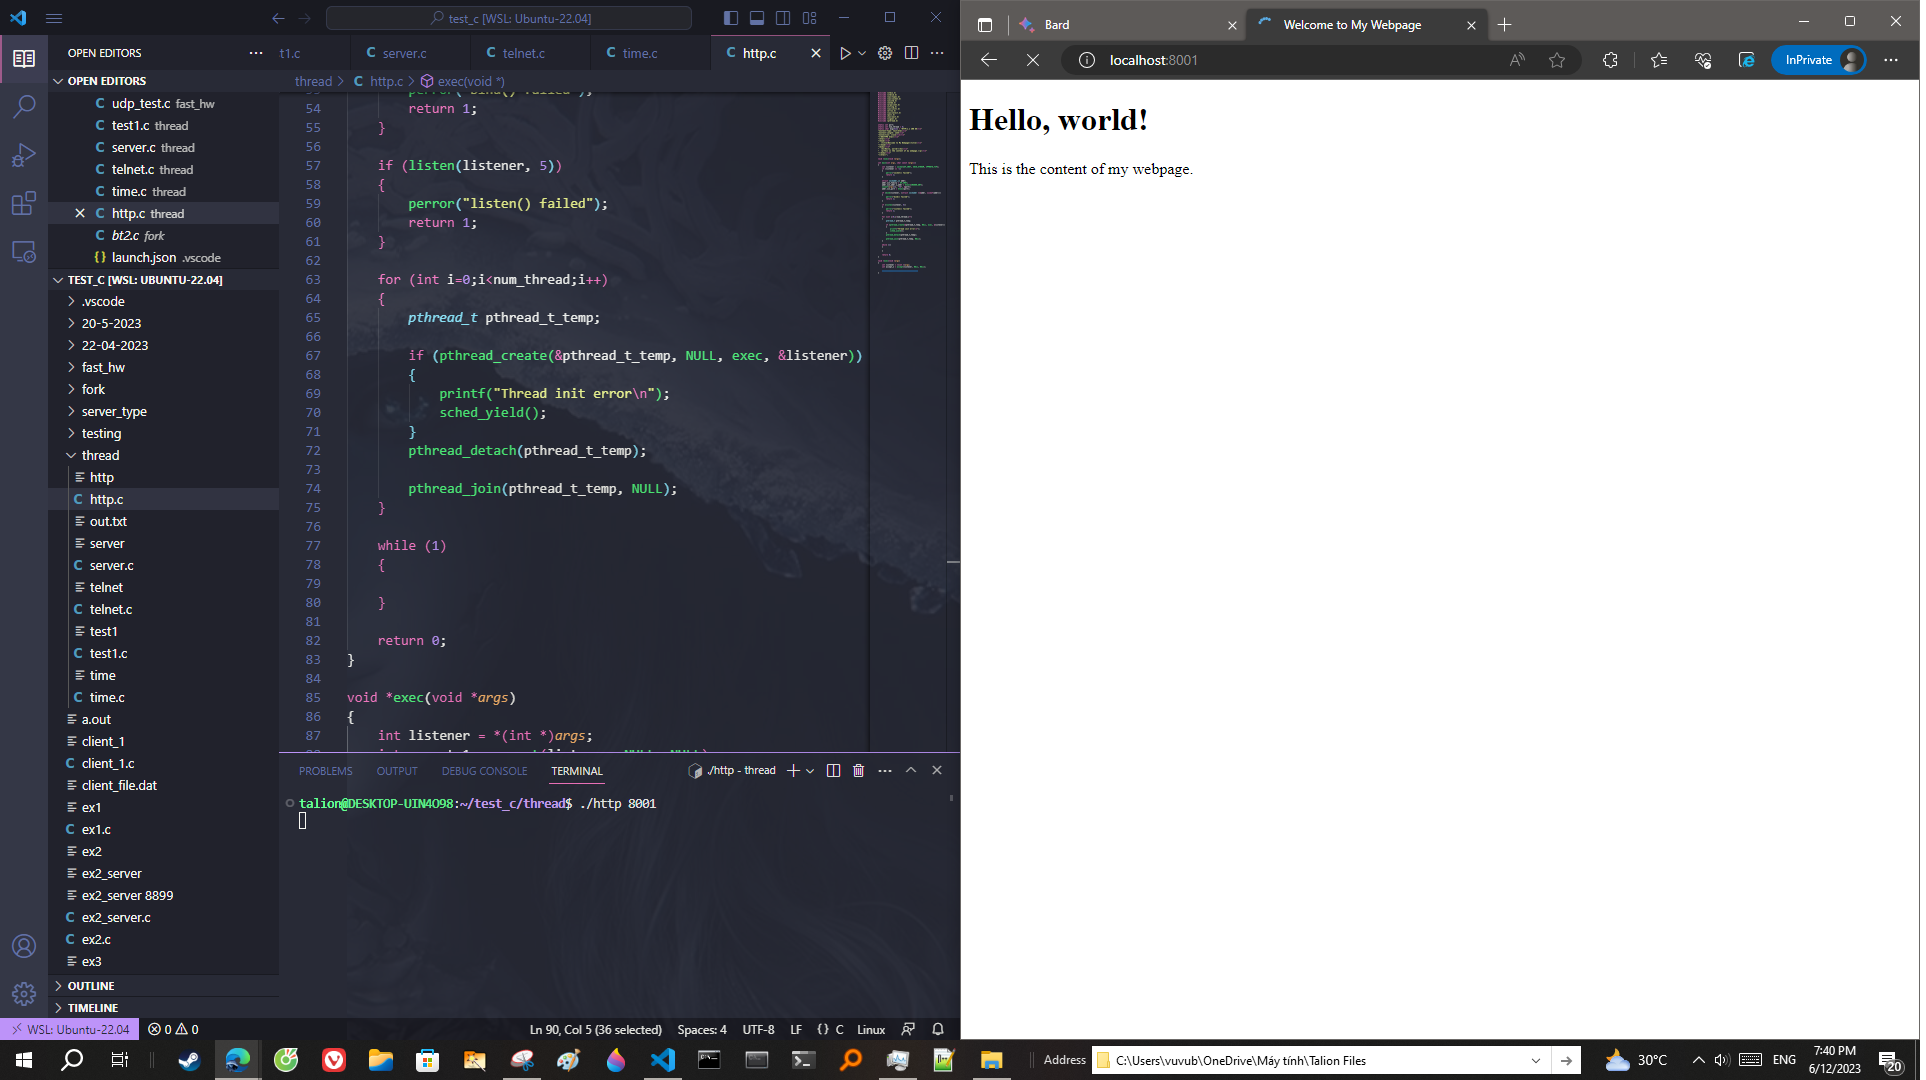 test_c [WSL: Ubuntu-22.04]
OPEN EDITORS
t1.c
server.c
telnet.c
time.c
http.c
OPEN EDITORS
udp_test.c fast_hw
test1.c thread
server.c thread
telnet.c thread
time.c thread
http.c thread
bt2.c fork
launch.json .vscode
TEST_C [WSL: UBUNTU-22.04]
.vscode
20-5-2023
22-04-2023
fast_hw
fork
server_type
testing
thread
http
http.c
out.txt
server
server.c
telnet
telnet.c
test1
test1.c
time
time.c
a.out
client_1
client_1.c
client_file.dat
ex1
ex1.c
ex2
ex2_server
ex2_server 8899
ex2_server.c
ex2.c
ex3
OUTLINE
TIMELINE
thread > http.c > exec(void *)
53 perror("bind() failed");
54 return 1;
55 }
56
57 if (listen(listener, 5))
58 {
59 perror("listen() failed");
60 return 1;
61 }
62
63 for (int i=0;i<num_thread;i++)
64 {
65 pthread_t pthread_t_temp;
66
67 if (pthread_create(&pthread_t_temp, NULL, exec, &listener))
68 {
69 printf("Thread init error\n");
70 sched_yield();
71 }
72 pthread_detach(pthread_t_temp);
73
74 pthread_join(pthread_t_temp, NULL);
75 }
76
77 while (1)
78 {
79
80 }
81
82 return 0;
83 }
84
85 void *exec(void *args)
86 {
87 int listener = *(int *)args;
PROBLEMS
OUTPUT
DEBUG CONSOLE
TERMINAL
./http - thread
talion@DESKTOP-UIN4O98:~/test_c/thread$ ./http 8001
WSL: Ubuntu-22.04
0 0
Ln 90, Col 5 (36 selected)
Spaces: 4
UTF-8
LF
{} C
Linux
Bard
Welcome to My Webpage
localhost:8001
InPrivate
Hello, world!
This is the content of my webpage.
Address
C:\Users\vuvub\OneDrive\Máy tính\Talion Files
30°C
ENG
7:40 PM
6/12/2023
20